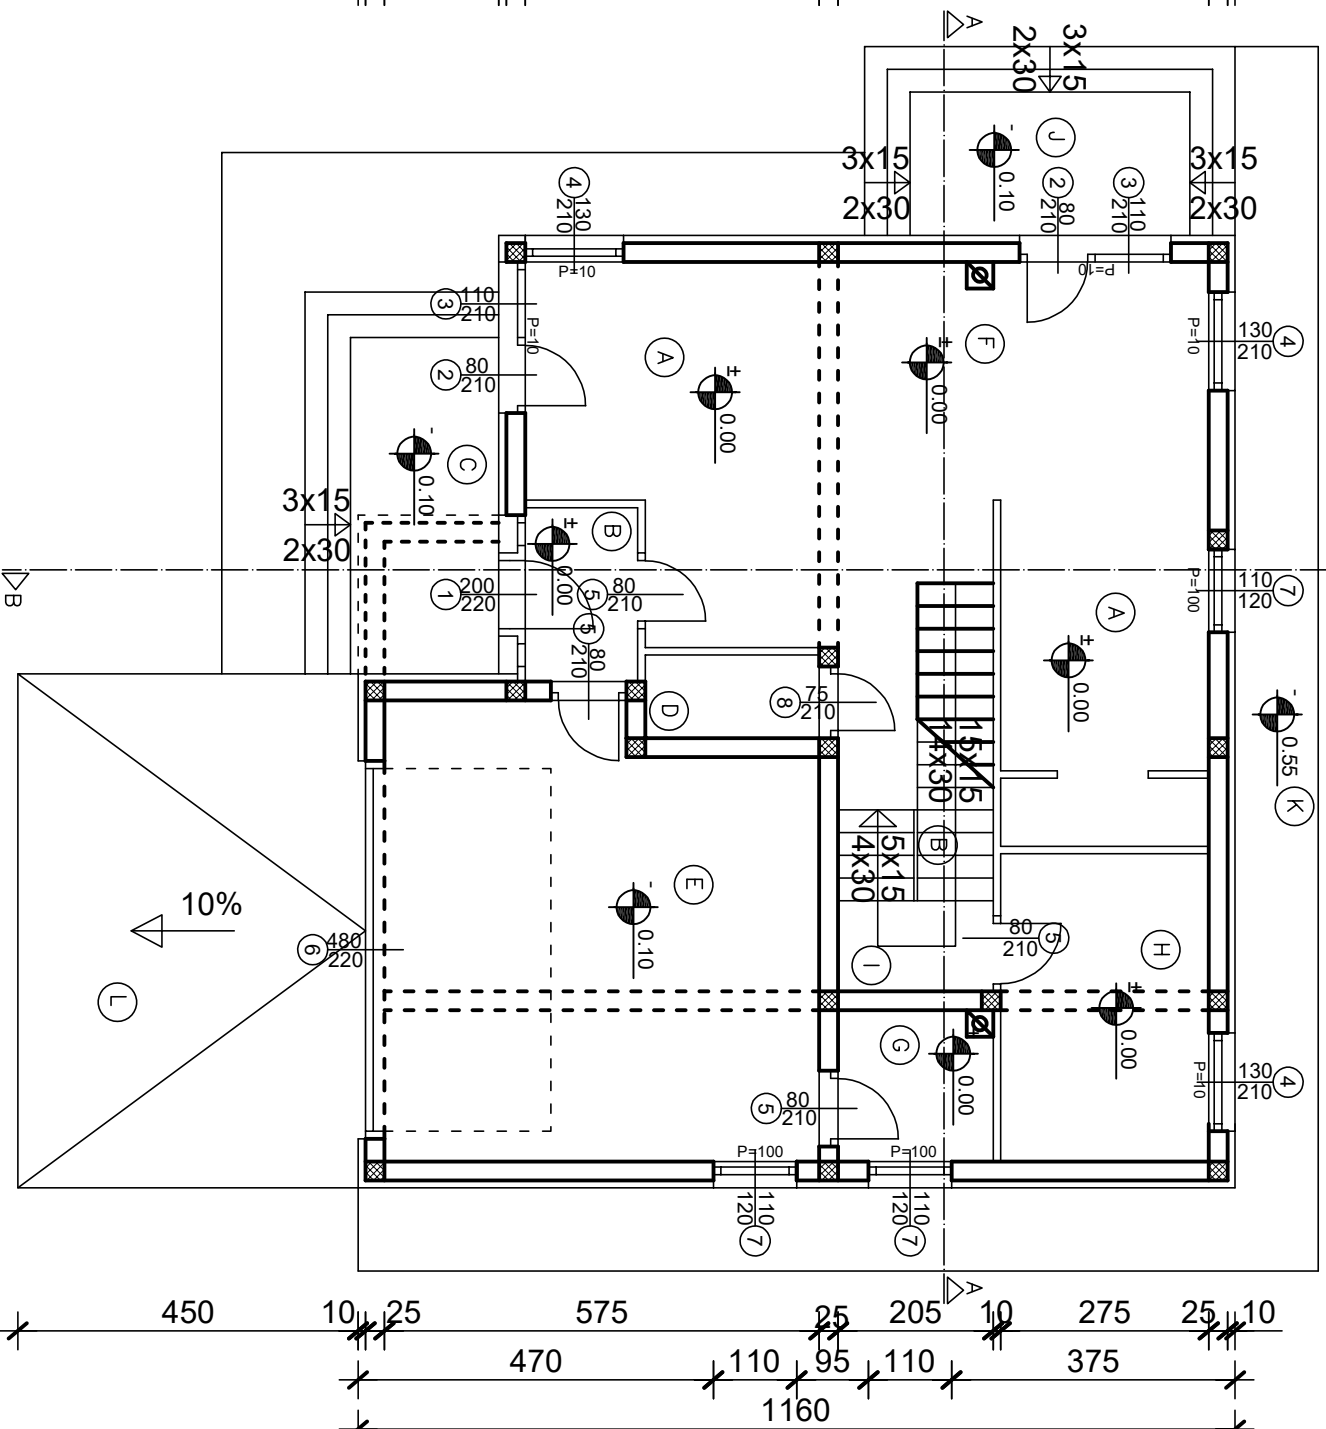 A
3x15
2x30
J
-0.10
3x15
2x30
3x15
2x30
4
130
210
2
80
210
3
110
210
P=10
P=10
3
110
210
P=10
A
±0.00
F
±0.00
P=10
130
210
4
2
80
210
C
-0.10
3x15
2x30
B
±0.00
B
1
200
220
5
80
210
5
80
210
A
±0.00
P=100
110
120
7
D
8
75
210
15x15
14x30
-0.55
K
B
5x15
4x30
E
-0.10
10%
6
480
220
L
I
80
210
5
H
±0.00
G
±0.00
P=10
130
210
4
5
80
210
P=100
P=100
110
120
7
110
120
7
A
450
10
25
575
25
205
10
275
25
10
470
110
95
110
375
1160